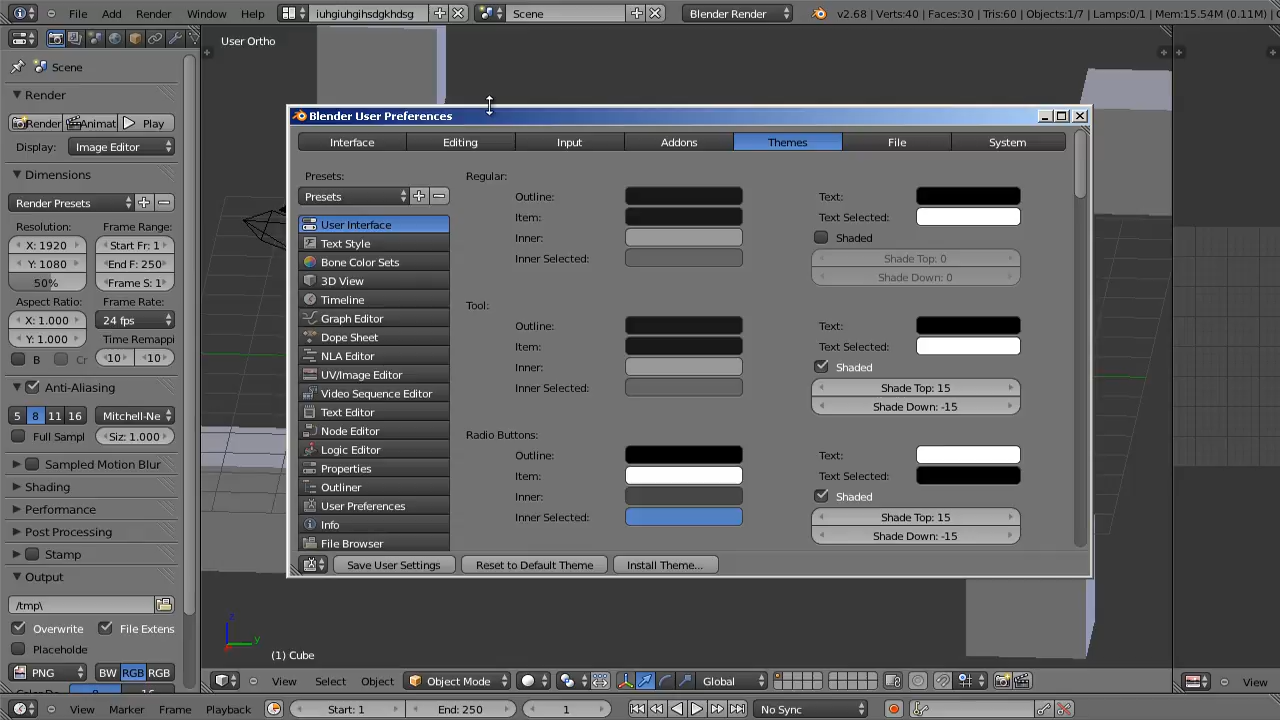 File Add Render Window Help iuhgiuhgihsdgkhdsg Scene Blender Render v2.68 | Verts:40 | Faces:30 | Tris:60 | Objects:1/7 | Lamps:0/1 | Mem:15.54M (0.11M) |
Scene
Render
Render Animat Play
Display: Image Editor
Dimensions
Render Presets
Resolution: Frame Range:
X: 1920 Start Fr: 1
Y: 1080 End F: 250
50% Frame S: 1
Aspect Ratio: Frame Rate:
X: 1.000 24 fps
Y: 1.000 Time Remappi
B Cr 10 10
Anti-Aliasing
5 8 11 16 Mitchell-Ne
Full Sampl Siz: 1.000
Sampled Motion Blur
Shading
Performance
Post Processing
Stamp
Output
/tmp\
Overwrite File Extens
Placeholde
PNG BW RGB RGB
User Ortho
Blender User Preferences
Interface Editing Input Addons Themes File System
Presets:
Presets
User Interface
Text Style
Bone Color Sets
3D View
Timeline
Graph Editor
Dope Sheet
NLA Editor
UV/Image Editor
Video Sequence Editor
Text Editor
Node Editor
Logic Editor
Properties
Outliner
User Preferences
Info
File Browser
Regular:
Outline: Text:
Item: Text Selected:
Inner: Shaded
Inner Selected: Shade Top: 0
Shade Down: 0
Tool:
Outline: Text:
Item: Text Selected:
Inner: Shaded
Inner Selected: Shade Top: 15
Shade Down: -15
Radio Buttons:
Outline: Text:
Item: Text Selected:
Inner: Shaded
Inner Selected: Shade Top: 15
Shade Down: -15
Save User Settings Reset to Default Theme Install Theme...
z
y
(1) Cube
View Select Object Object Mode Global View
View Marker Frame Playback Start: 1 End: 250 1 No Sync